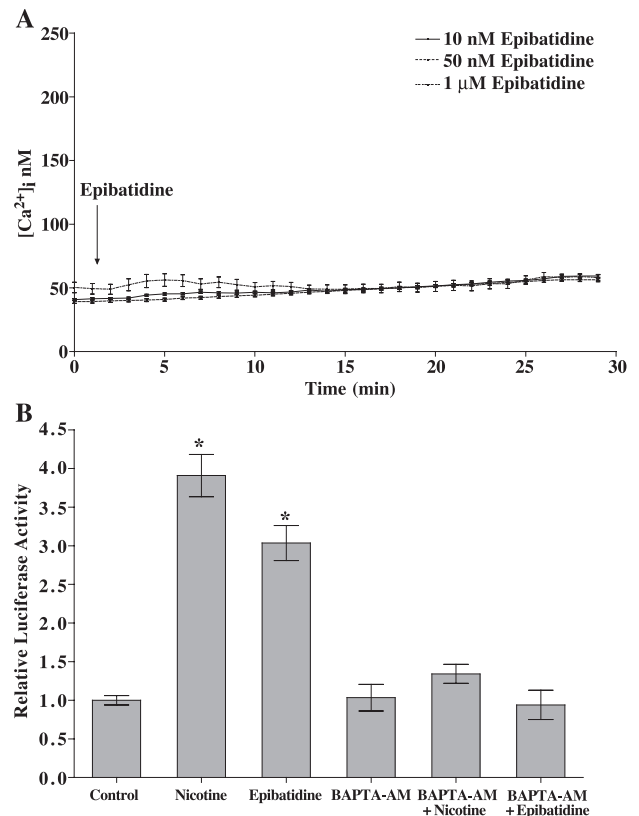 A
10 nM Epibatidine
50 nM Epibatidine
1 μM Epibatidine
250
200
150
100
50
0
[Ca2+]i nM
Epibatidine
0 5 10 15 20 25 30
Time (min)
B
4.5
4.0
3.5
3.0
2.5
2.0
1.5
1.0
0.5
0.0
Relative Luciferase Activity
*
*
Control Nicotine Epibatidine BAPTA-AM BAPTA-AM BAPTA-AM
+ Nicotine + Epibatidine